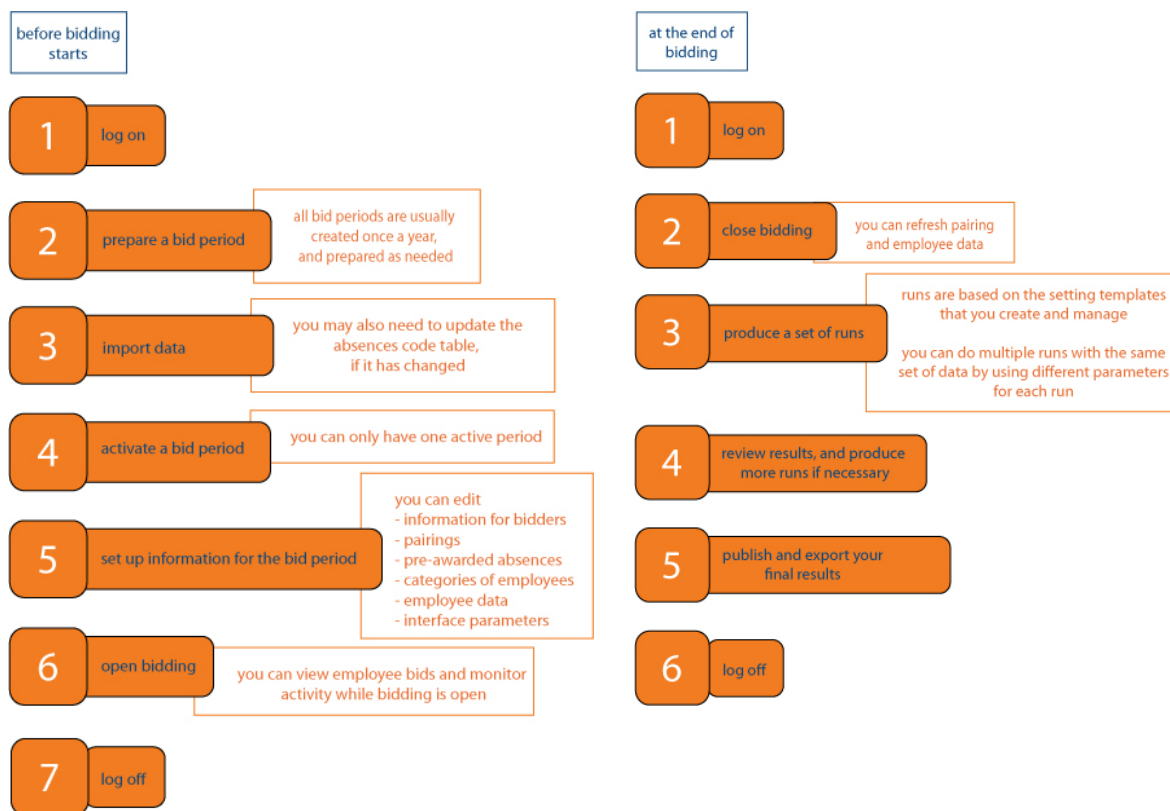 before bidding
starts
1
log on
2
prepare a bid period
all bid periods are usually
created once a year,
and prepared as needed
3
import data
you may also need to update the
absences code table,
if it has changed
4
activate a bid period
you can only have one active period
5
set up information for the bid period
you can edit
- information for bidders
- pairings
- pre-awarded absences
- categories of employees
- employee data
- interface parameters
6
open bidding
you can view employee bids and monitor
activity while bidding is open
7
log off
at the end of
bidding
1
log on
2
close bidding
you can refresh pairing
and employee data
3
produce a set of runs
runs are based on the setting templates
that you create and manage
you can do multiple runs with the same
set of data by using different parameters
for each run
4
review results, and produce
more runs if necessary
5
publish and export your
final results
6
log off